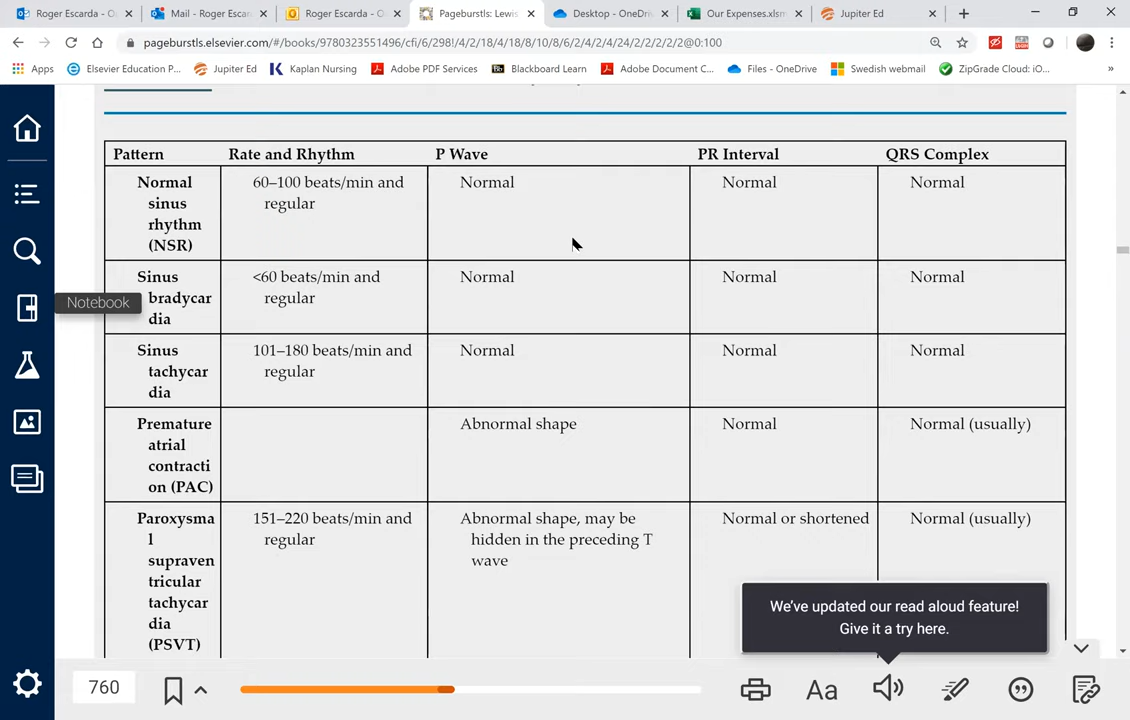 Roger Escarda - Ou
Mail - Roger Escar
Roger Escarda - O
Pageburstls: Lewis
Desktop - OneDri
Our Expenses.xlsm
Jupiter Ed
pageburstls.elsevier.com/#/books/9780323551496/cfi/6/298!/4/2/18/4/18/8/10/8/6/2/4/2/4/24/2/2/2/2/2@0:100
Apps
Elsevier Education P...
Jupiter Ed
Kaplan Nursing
Adobe PDF Services
Blackboard Learn
Adobe Document C...
Files - OneDrive
Swedish webmail
ZipGrade Cloud: iO...
»
Pattern Rate and Rhythm P Wave PR Interval QRS Complex
Normal 60–100 beats/min and Normal Normal Normal
sinus regular
rhythm
(NSR)
Sinus <60 beats/min and Normal Normal Normal
bradycar regular
dia
Notebook
Sinus 101–180 beats/min and Normal Normal Normal
tachycar regular
dia
Premature Abnormal shape Normal Normal (usually)
atrial
contracti
on (PAC)
Paroxysma 151–220 beats/min and Abnormal shape, may be Normal or shortened Normal (usually)
l regular hidden in the preceding T
supraven wave
tricular
tachycar
dia
(PSVT)
We've updated our read aloud feature!
Give it a try here.
760
Aa